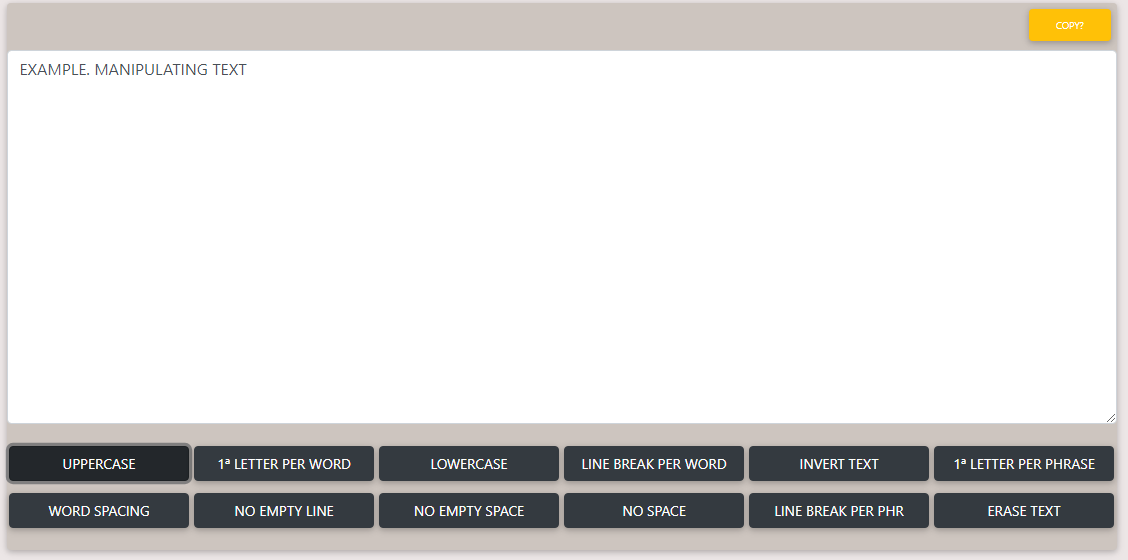 COPY?
EXAMPLE. MANIPULATING TEXT
UPPERCASE 1ª LETTER PER WORD LOWERCASE LINE BREAK PER WORD INVERT TEXT 1ª LETTER PER PHRASE
WORD SPACING NO EMPTY LINE NO EMPTY SPACE NO SPACE LINE BREAK PER PHR ERASE TEXT